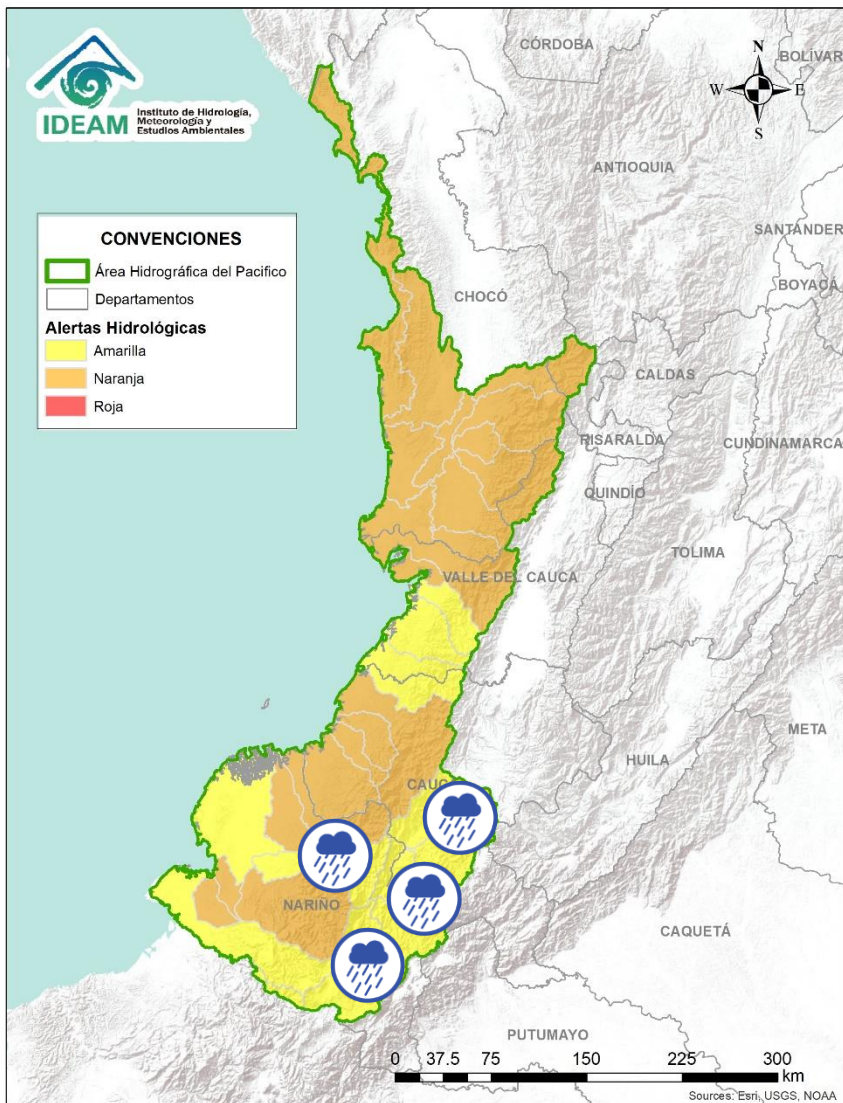 IDEAM
Instituto de Hidrología,
Meteorología y
Estudios Ambientales
CÓRDOBA
BOLÍVAR
N
W E
S
ANTIOQUIA
SANTANDER
BOYACÁ
CONVENCIONES
Área Hidrográfica del Pacifico
Departamentos
Alertas Hidrológicas
Amarilla
Naranja
Roja
CHOCÓ
CALDAS
RISARALDA
CUNDINAMARCA
QUINDÍO
TOLIMA
VALLE DEL CAUCA
META
HUILA
CAUC
NARIÑO
CAQUETÁ
PUTUMAYO
0 37.5 75 150 225 300
km
Sources: Esri, USGS, NOAA